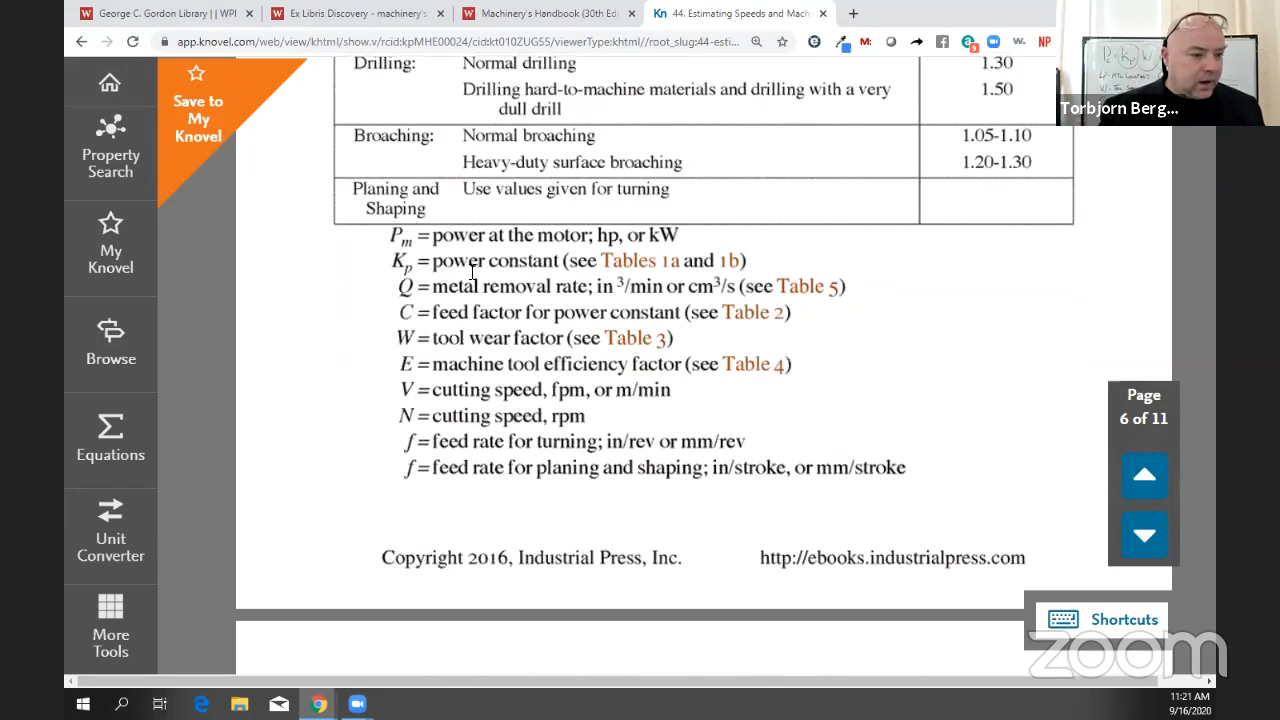 George C. Gordon Library | | WPI
Ex Libris Discovery - machinery's
Machinery's Handbook (30th Edi
Kn 44. Estimating Speeds and Mach
app.knovel.com/web/view/khtml/show.v/rcid:kpMHE00024/cid:kt010ZUG55/viewerType:khtml//root_slug:44-esti...
Save to
My
Knovel
Property
Search
My
Knovel
Browse
Equations
Unit
Converter
More
Tools
Drilling: Normal drilling 1.30
Drilling hard-to-machine materials and drilling with a very 1.50
dull drill
Broaching: Normal broaching 1.05-1.10
Heavy-duty surface broaching 1.20-1.30
Planing and Use values given for turning
Shaping
Pm = power at the motor; hp, or kW
Kp = power constant (see Tables 1a and 1b)
Q = metal removal rate; in ³/min or cm³/s (see Table 5)
C = feed factor for power constant (see Table 2)
W = tool wear factor (see Table 3)
E = machine tool efficiency factor (see Table 4)
V = cutting speed, fpm, or m/min
N = cutting speed, rpm
f = feed rate for turning; in/rev or mm/rev
f = feed rate for planing and shaping; in/stroke, or mm/stroke
Copyright 2016, Industrial Press, Inc. http://ebooks.industrialpress.com
Torbjorn Berg...
Page
6 of 11
Shortcuts
zoom
11:21 AM
9/16/2020